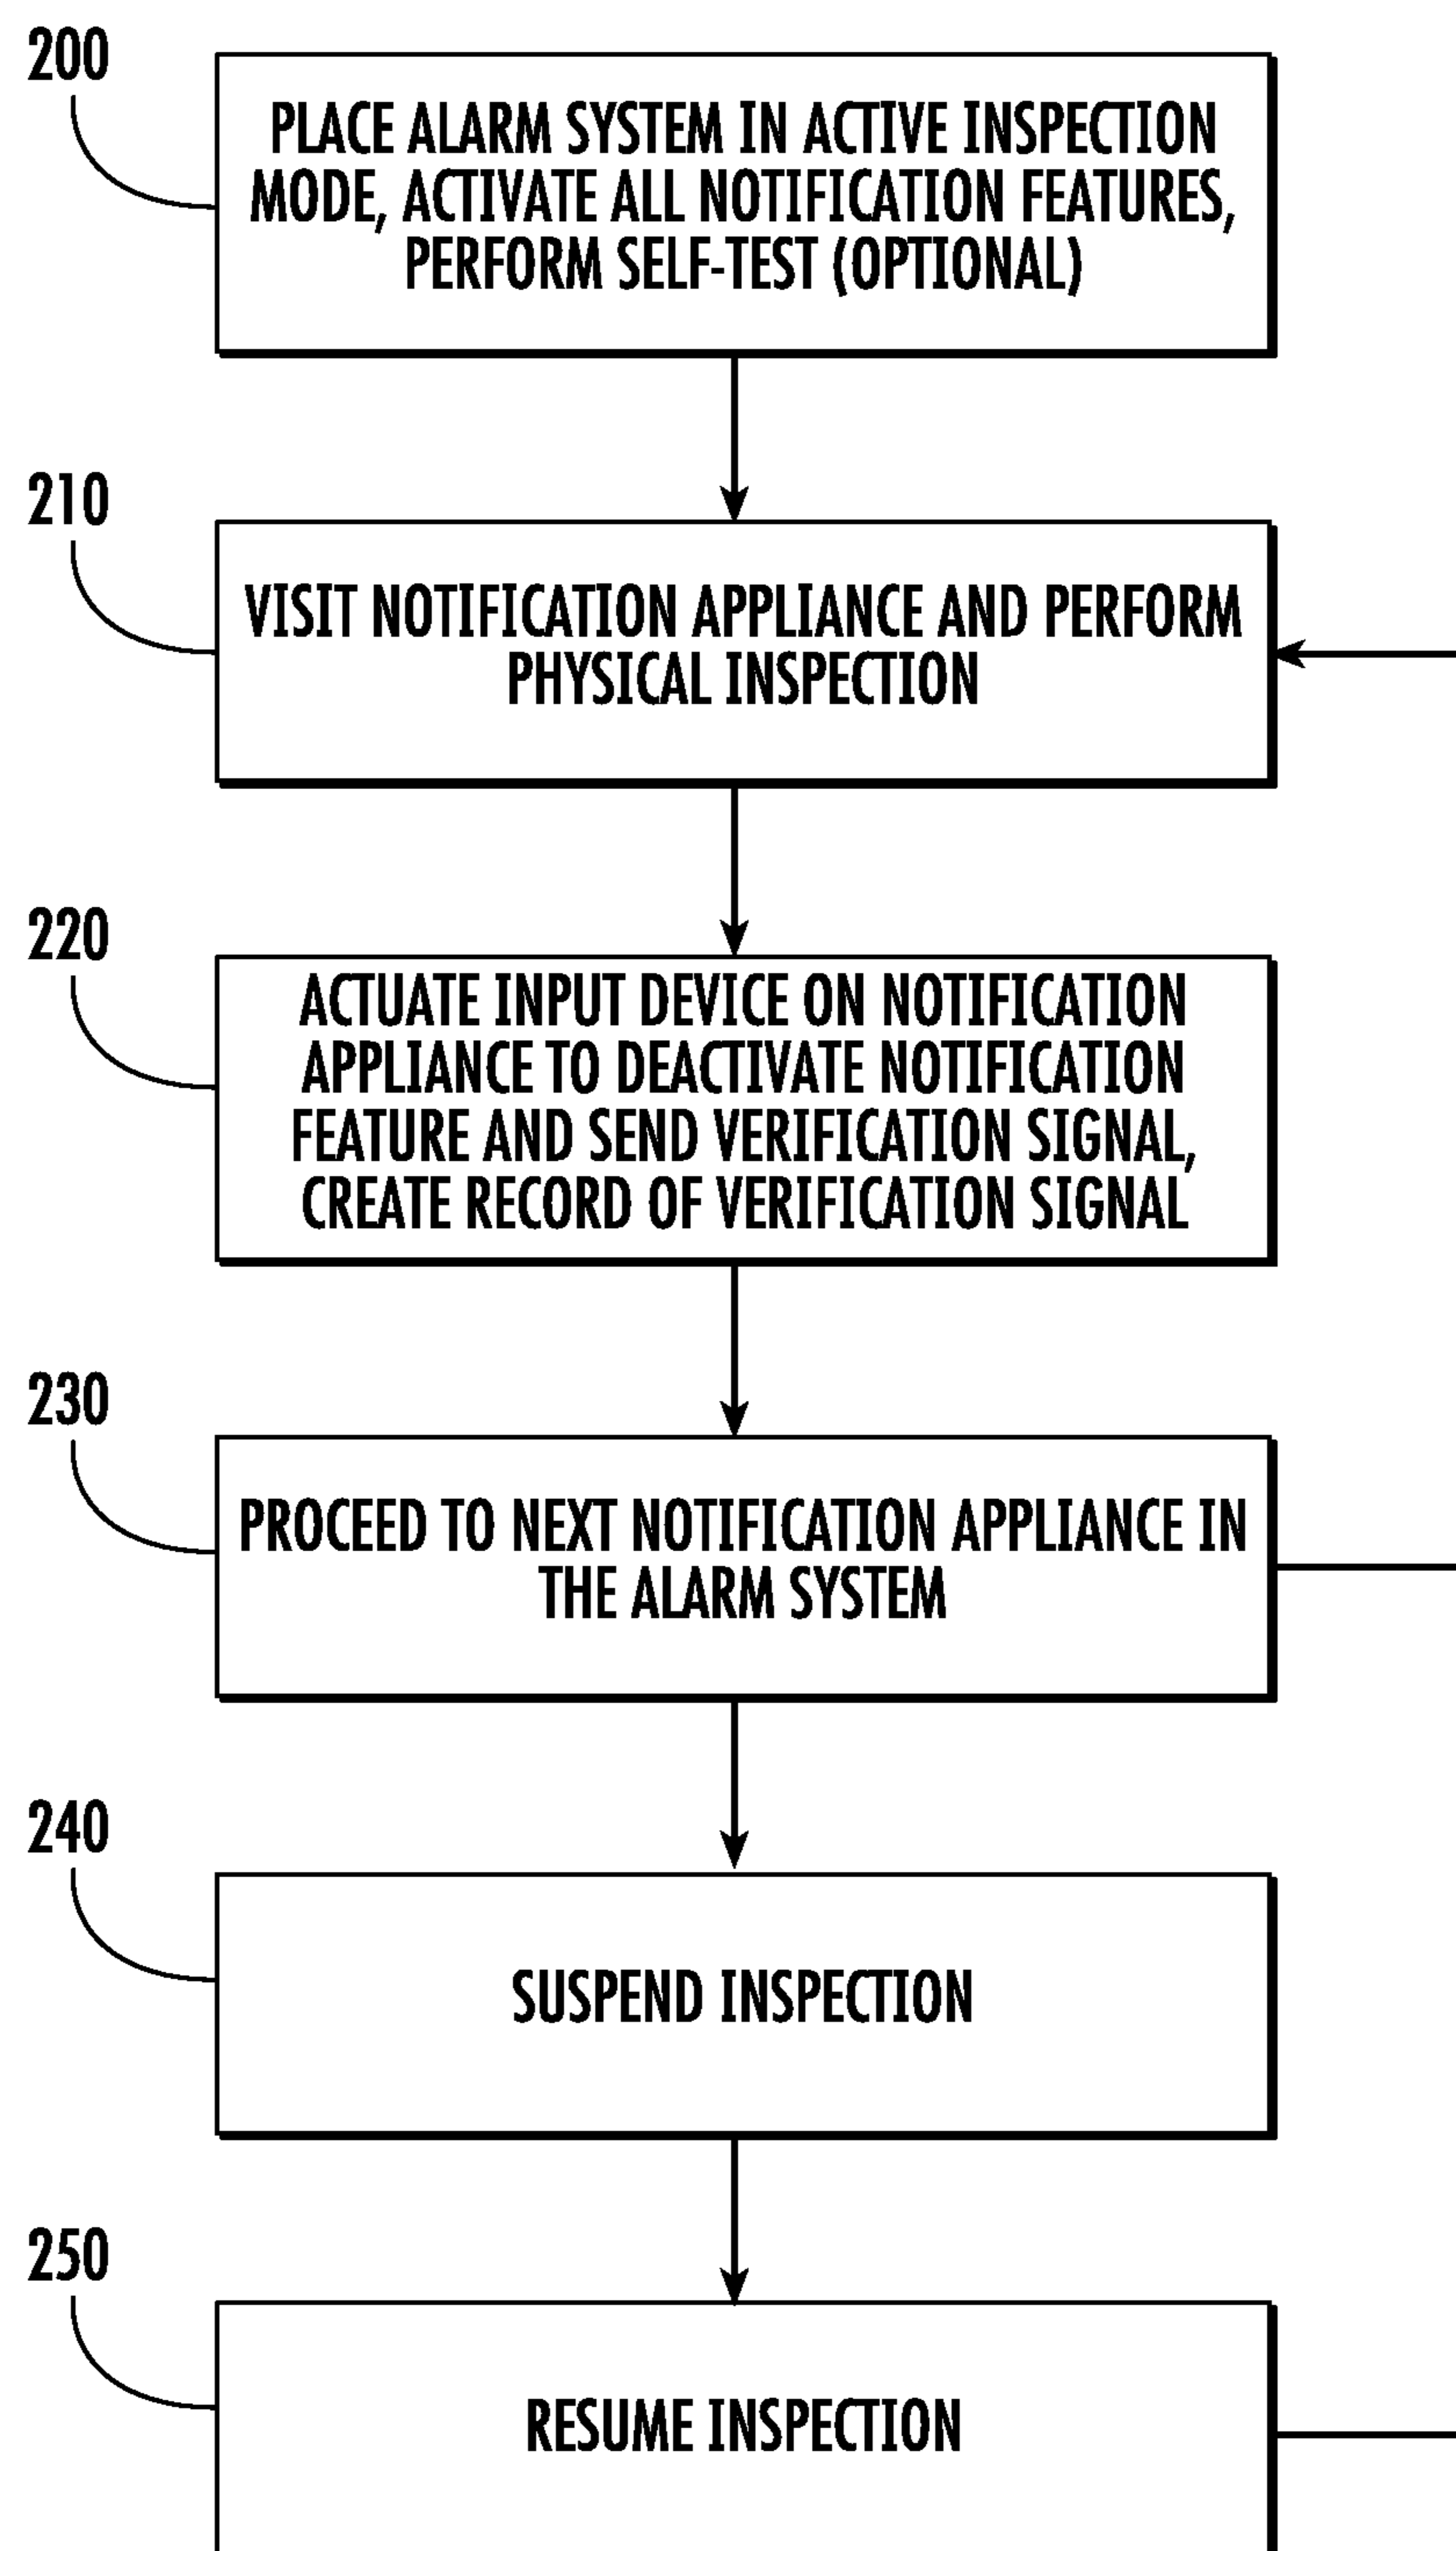 200
PLACE ALARM SYSTEM IN ACTIVE INSPECTION
MODE, ACTIVATE ALL NOTIFICATION FEATURES,
PERFORM SELF-TEST (OPTIONAL)
210
VISIT NOTIFICATION APPLIANCE AND PERFORM
PHYSICAL INSPECTION
220
ACTUATE INPUT DEVICE ON NOTIFICATION
APPLIANCE TO DEACTIVATE NOTIFICATION
FEATURE AND SEND VERIFICATION SIGNAL,
CREATE RECORD OF VERIFICATION SIGNAL
230
PROCEED TO NEXT NOTIFICATION APPLIANCE IN
THE ALARM SYSTEM
240
SUSPEND INSPECTION
250
RESUME INSPECTION